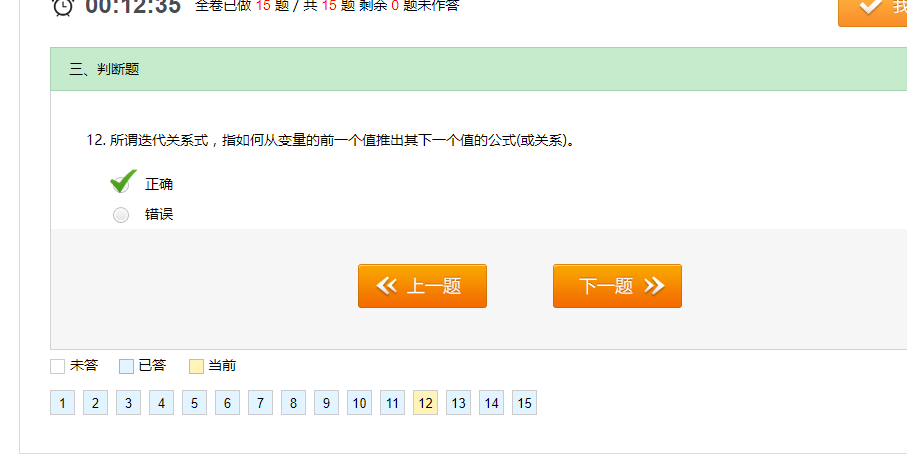 00:12:35 全卷已做 15 题 / 共 15 题 剩余 0 题未作答
我
三、判断题
12. 所谓迭代关系式，指如何从变量的前一个值推出其下一个值的公式(或关系)。
正确
错误
上一题 下一题
未答 已答 当前
1 2 3 4 5 6 7 8 9 10 11 12 13 14 15